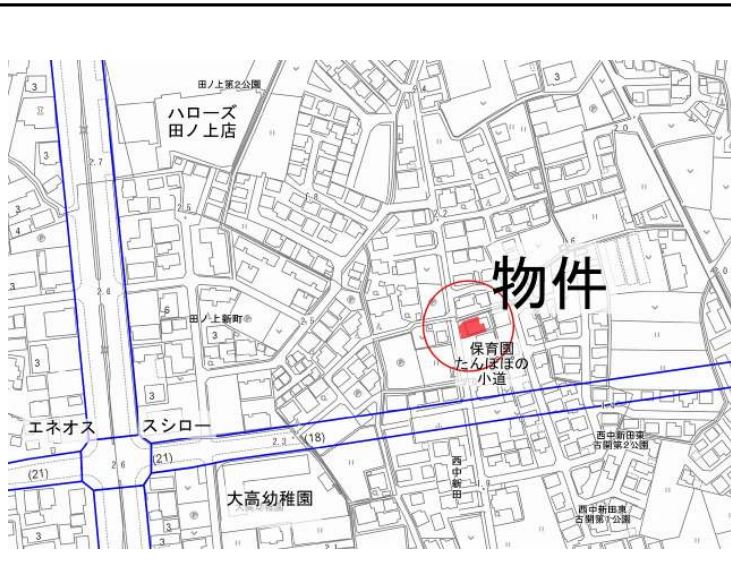 田ノ上第2公園
ハローズ
田ノ上店
物件
田ノ上新町
保育園
たんぽぽの
小道
エネオス
スシロー
(18)
(21)
(21)
西中新田
大高幼稚園
西中新田東
古開第2公園
西中新田東
古開第1公園